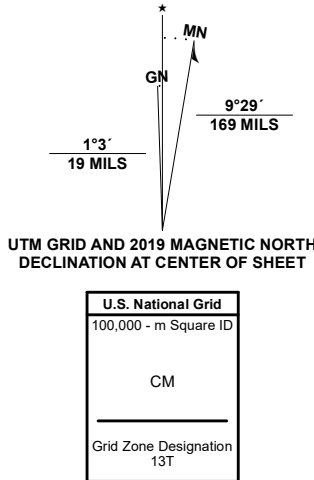 ★
MN
GN
9°29´
169 MILS
1°3´
19 MILS
UTM GRID AND 2019 MAGNETIC NORTH
DECLINATION AT CENTER OF SHEET
U.S. National Grid
100,000 - m Square ID
CM
Grid Zone Designation
13T